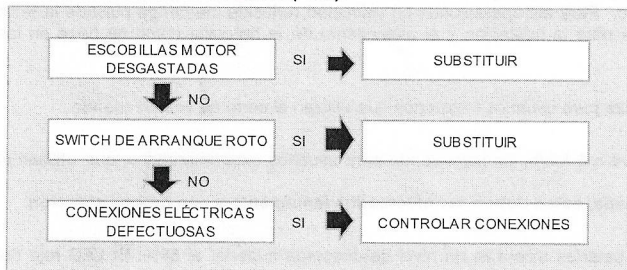 ESCOBILLAS MOTOR
DESGASTADAS
SI
SUBSTITUIR
NO
SWITCH DE ARRANQUE ROTO
SI
SUBSTITUIR
NO
CONEXIONES ELÉCTRICAS
DEFECTUOSAS
SI
CONTROLAR CONEXIONES